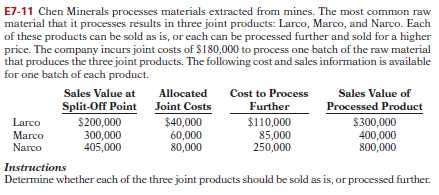 E7-11 Chen Minerals processes materials extracted from mines. The most common raw
material that it processes results in three joint products: Larco, Marco, and Narco. Each
of these products can be sold as is, or each can be processed further and sold for a higher
price. The company incurs joint costs of $180,000 to process one batch of the raw material
that produces the three joint products. The following cost and sales information is available
for one batch of each product.
Sales Value at Allocated Cost to Process Sales Value of
Split-Off Point Joint Costs Further Processed Product
Larco $200,000 $40,000 $110,000 $300,000
Marco 300,000 60,000 85,000 400,000
Narco 405,000 80,000 250,000 800,000
Instructions
Determine whether each of the three joint products should be sold as is, or processed further.